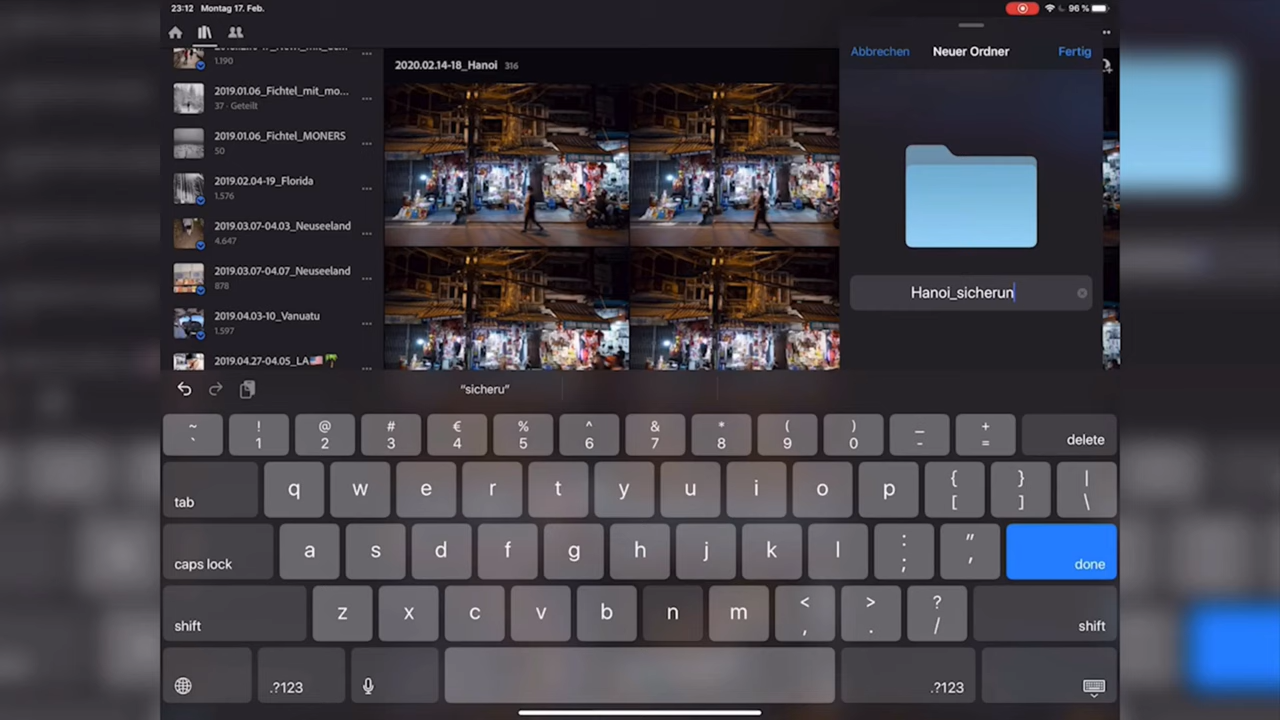 23:12 Montag 17. Feb.
96 %
1.190
2019.01.06_Fichtel_mit_mo...
37 · Geteilt
2019.01.06_Fichtel_MONERS
50
2019.02.04-19_Florida
1.576
2019.03.07-04.03_Neuseeland
4.647
2019.03.07-04.07_Neuseeland
878
2019.04.03-10_Vanuatu
1.597
2019.04.27-04.05_LA🇺🇸🌴
2020.02.14-18_Hanoi 316
Abbrechen Neuer Ordner Fertig
Hanoi_sicherun
“sicheru”
~ ! @ # € % ^ & * ( ) _ +
` 1 2 3 4 5 6 7 8 9 0 - = delete
tab q w e r t y u i o p { [ } ] | \
caps lock a s d f g h j k l : ; " ' done
shift z x c v b n m < , > . ? / shift
.?123 .?123